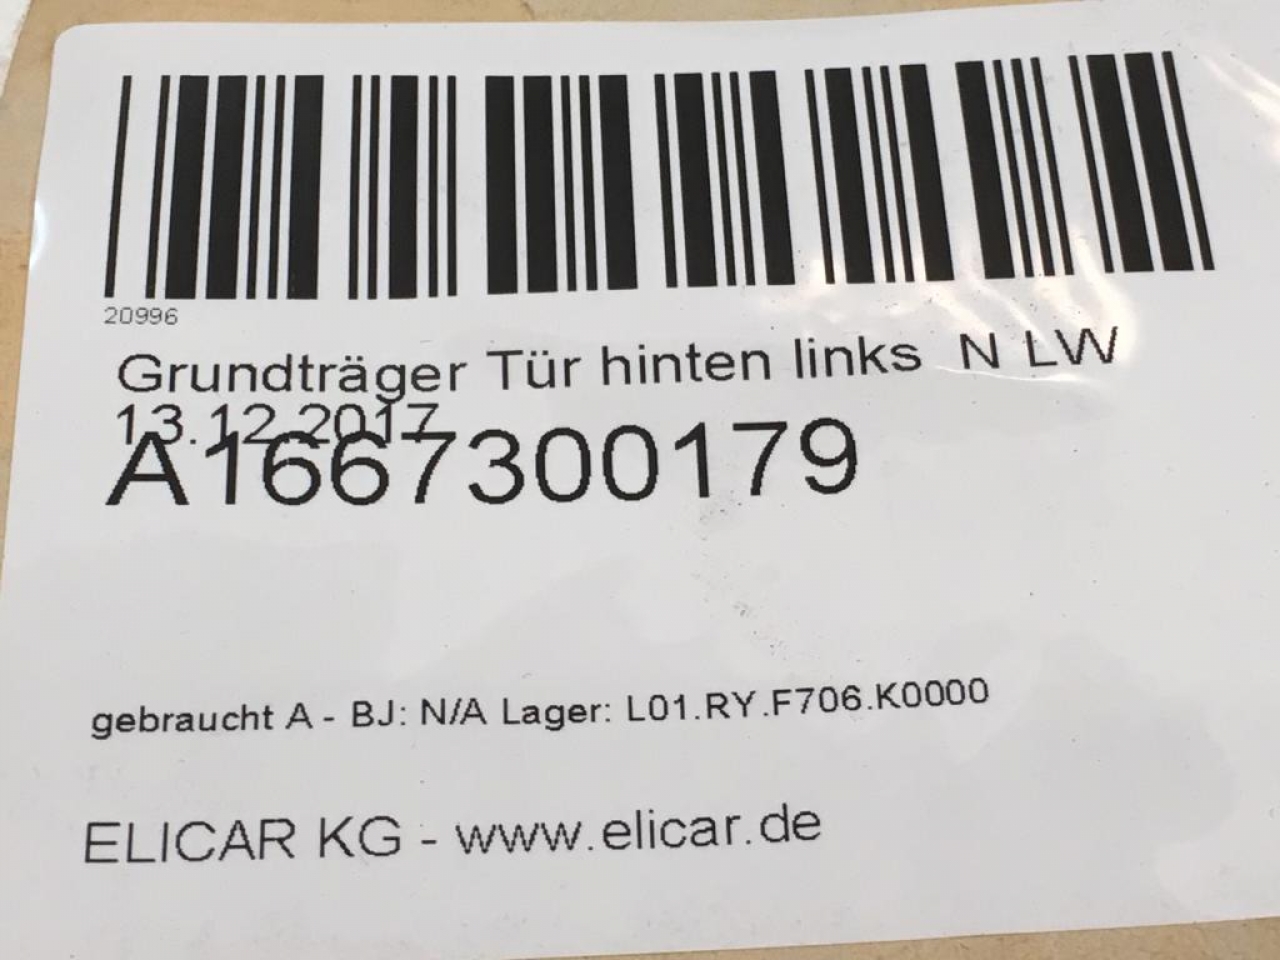 20996
Grundträger Tür hinten links N LW
13.12.2017
A1667300179
gebraucht A - BJ: N/A Lager: L01.RY.F706.K0000
ELICAR KG - www.elicar.de